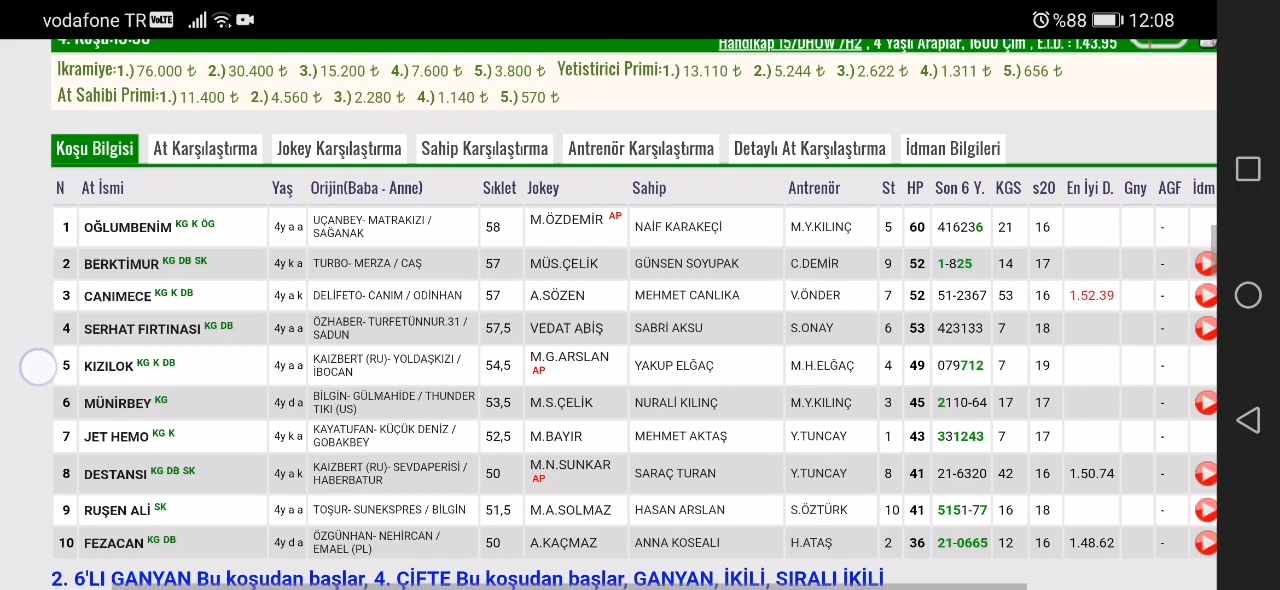 vodafone TR VoLTE %88 12:08
4. Koşu:15:30 Handikap 15/DHÖW /H2 , 4 Yaşlı Araplar, 1600 Çim , E.İ.D. : 1.43.95
İkramiye:1.) 76.000 ₺ 2.) 30.400 ₺ 3.) 15.200 ₺ 4.) 7.600 ₺ 5.) 3.800 ₺ Yetistirici Primi:1.) 13.110 ₺ 2.) 5.244 ₺ 3.) 2.622 ₺ 4.) 1.311 ₺ 5.) 656 ₺
At Sahibi Primi:1.) 11.400 ₺ 2.) 4.560 ₺ 3.) 2.280 ₺ 4.) 1.140 ₺ 5.) 570 ₺
Koşu Bilgisi At Karşılaştırma Jokey Karşılaştırma Sahip Karşılaştırma Antrenör Karşılaştırma Detaylı At Karşılaştırma İdman Bilgileri
N At İsmi Yaş Orijin(Baba - Anne) Sıklet Jokey Sahip Antrenör St HP Son 6 Y. KGS s20 En İyi D. Gny AGF İdm
1 OĞLUMBENİM KG K ÖG 4y a a UÇANBEY- MATRAKIZI / SAĞANAK 58 M.ÖZDEMİR AP NAİF KARAKEÇİ M.Y.KILINÇ 5 60 416236 21 16 -
2 BERKTİMUR KG DB SK 4y k a TURBO- MERZA / CAŞ 57 MÜS.ÇELİK GÜNSEN SOYUPAK C.DEMİR 9 52 1-825 14 17 -
3 CANIMECE KG K DB 4y a k DELİFETO- CANIM / ODİNHAN 57 A.SÖZEN MEHMET CANLIKA V.ÖNDER 7 52 51-2367 53 16 1.52.39 -
4 SERHAT FIRTINASI KG DB 4y a a ÖZHABER- TURFETÜNNUR.31 / SADUN 57,5 VEDAT ABİŞ SABRİ AKSU S.ONAY 6 53 423133 7 18 -
5 KIZILOK KG K DB 4y a a KAIZBERT (RU)- YOLDAŞKIZI / İBOCAN 54,5 M.G.ARSLAN AP YAKUP ELĞAÇ M.H.ELĞAÇ 4 49 079712 7 19 -
6 MÜNİRBEY KG 4y d a BİLGİN- GÜLMAHİDE / THUNDER TIKI (US) 53,5 M.S.ÇELİK NURALİ KILINÇ M.Y.KILINÇ 3 45 2110-64 17 17 -
7 JET HEMO KG K 4y k a KAYATUFAN- KÜÇÜK DENİZ / GOBAKBEY 52,5 M.BAYIR MEHMET AKTAŞ Y.TUNCAY 1 43 331243 7 17 -
8 DESTANSI KG DB SK 4y a k KAIZBERT (RU)- SEVDAPERİSİ / HABERBATUR 50 M.N.SUNKAR AP SARAÇ TURAN Y.TUNCAY 8 41 21-6320 42 16 1.50.74 -
9 RUŞEN ALİ SK 4y a a TOŞUR- SUNEKSPRES / BİLGİN 51,5 M.A.SOLMAZ HASAN ARSLAN S.ÖZTÜRK 10 41 5151-77 16 18 -
10 FEZACAN KG DB 4y d a ÖZGÜNHAN- NEHİRCAN / EMAEL (PL) 50 A.KAÇMAZ ANNA KOSEALI H.ATAŞ 2 36 21-0665 12 16 1.48.62 -
2. 6'LI GANYAN Bu koşudan başlar, 4. ÇİFTE Bu koşudan başlar, GANYAN, İKİLİ, SIRALI İKİLİ